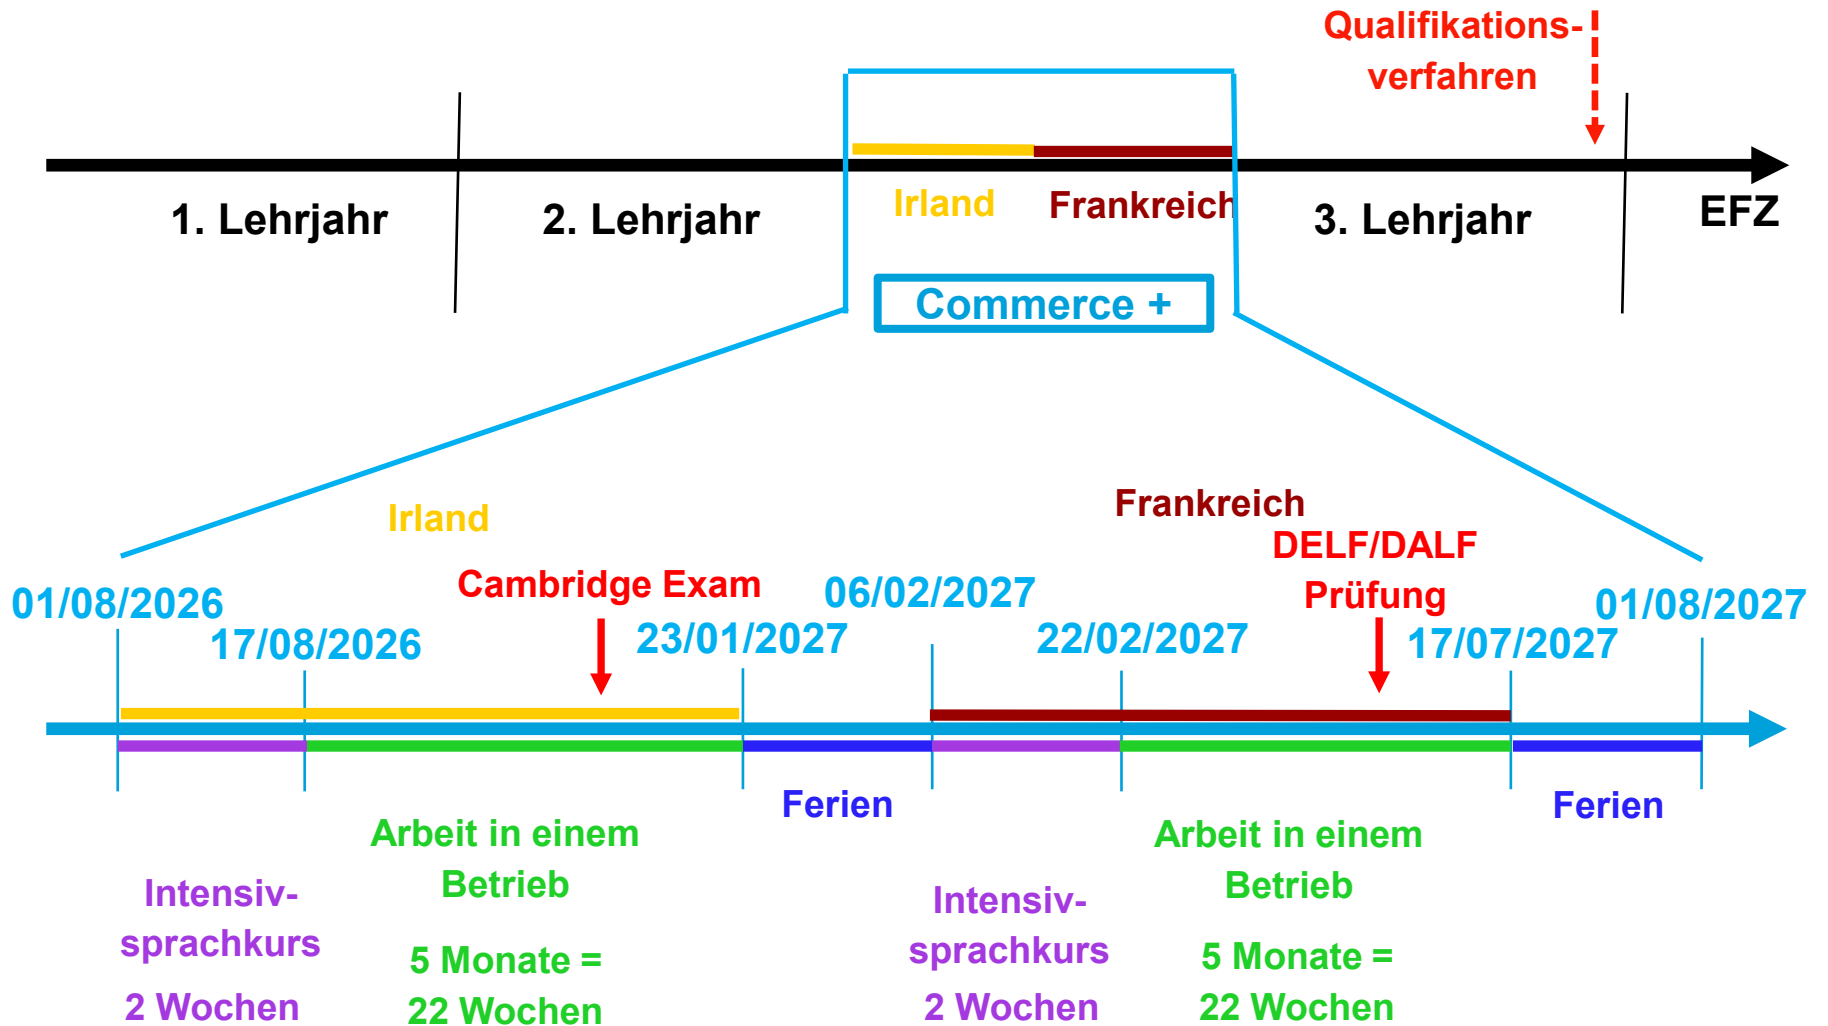 Qualifikations-
verfahren
1. Lehrjahr
2. Lehrjahr
Irland
Frankreich
3. Lehrjahr
EFZ
Commerce +
Irland
Frankreich
Cambridge Exam
DELF/DALF
Prüfung
01/08/2026
17/08/2026
23/01/2027
06/02/2027
22/02/2027
17/07/2027
01/08/2027
Intensiv-
sprachkurs
2 Wochen
Arbeit in einem
Betrieb
5 Monate =
22 Wochen
Ferien
Intensiv-
sprachkurs
2 Wochen
Arbeit in einem
Betrieb
5 Monate =
22 Wochen
Ferien